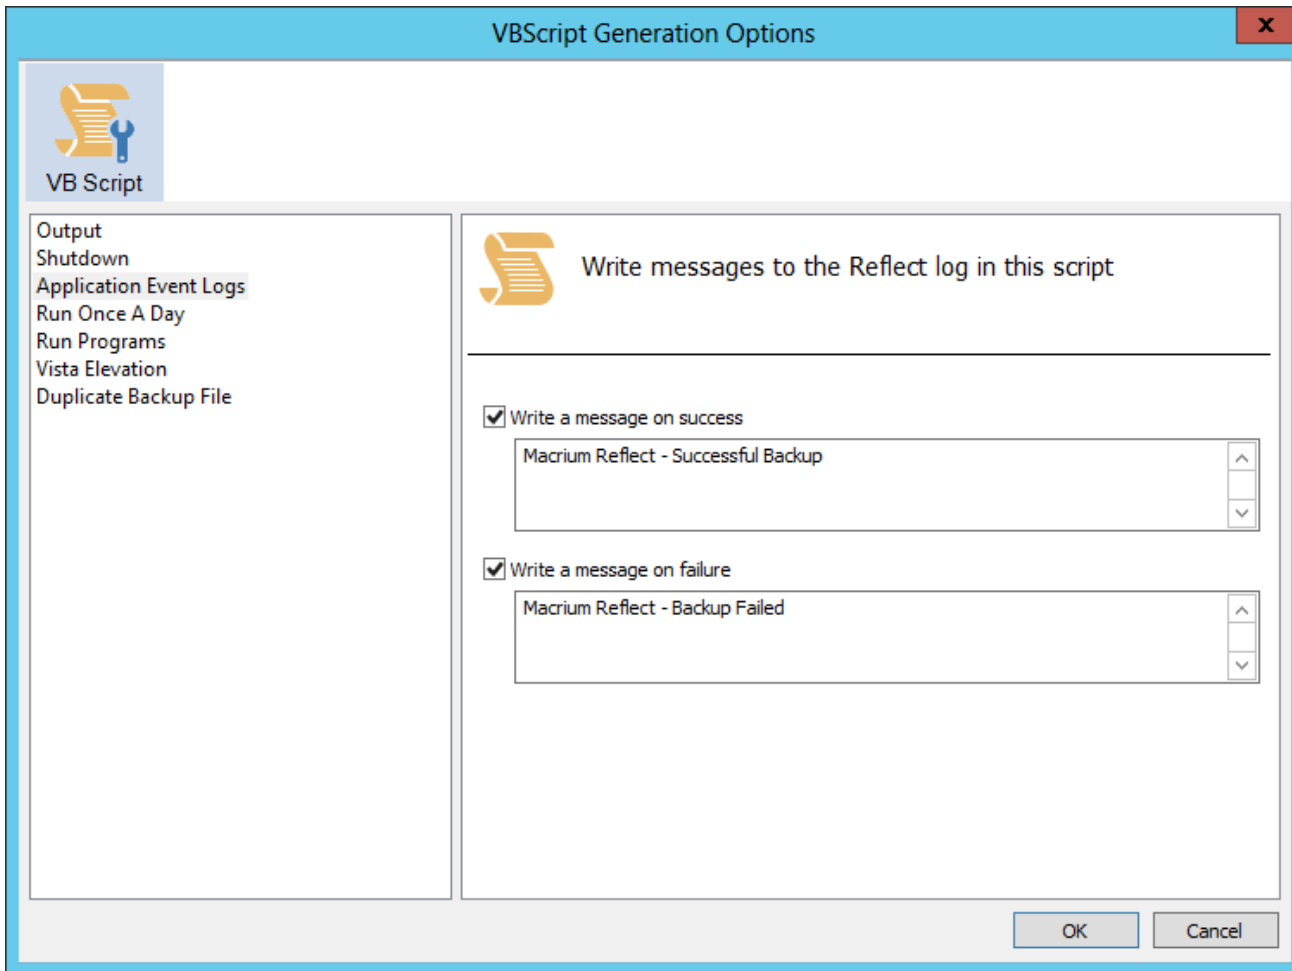 VBScript Generation Options
x
VB Script
Output
Shutdown
Application Event Logs
Run Once A Day
Run Programs
Vista Elevation
Duplicate Backup File
Write messages to the Reflect log in this script
Write a message on success
Macrium Reflect - Successful Backup
Write a message on failure
Macrium Reflect - Backup Failed
OK
Cancel